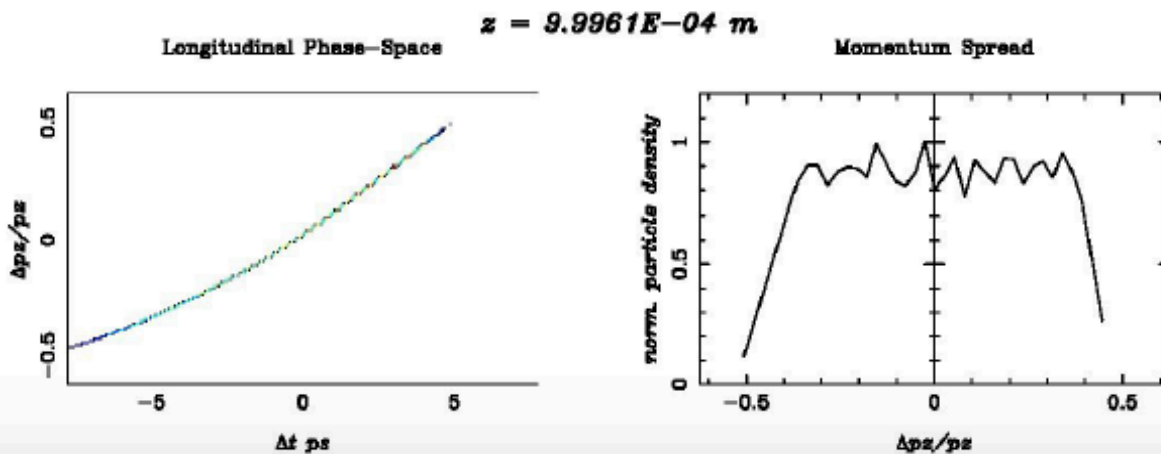 z = 9.9961E-04 m
Longitudinal Phase-Space
Momentum Spread
Δpz/pz
0.5
0
-0.5
-5
0
5
Δt ps
norm. particle density
1
0.5
0
-0.5
0
0.5
Δpz/pz